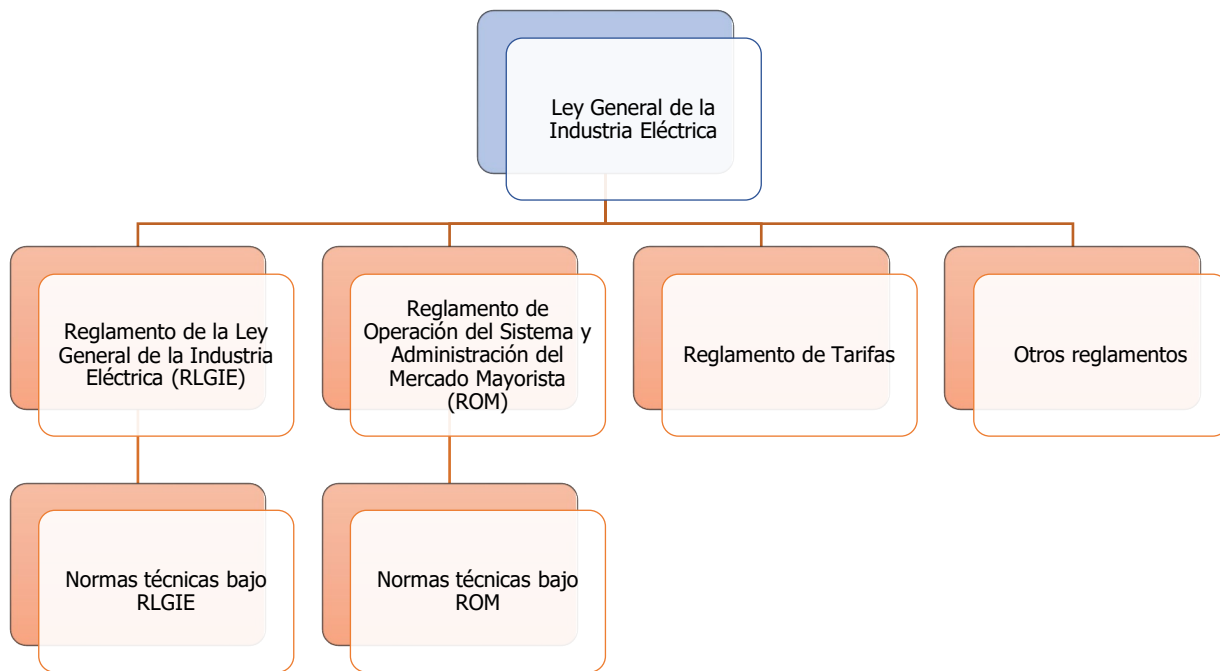 Ley General de la
Industria Eléctrica
Reglamento de la Ley
General de la Industria
Eléctrica (RLGIE)
Reglamento de
Operación del Sistema y
Administración del
Mercado Mayorista
(ROM)
Reglamento de Tarifas
Otros reglamentos
Normas técnicas bajo
RLGIE
Normas técnicas bajo
ROM